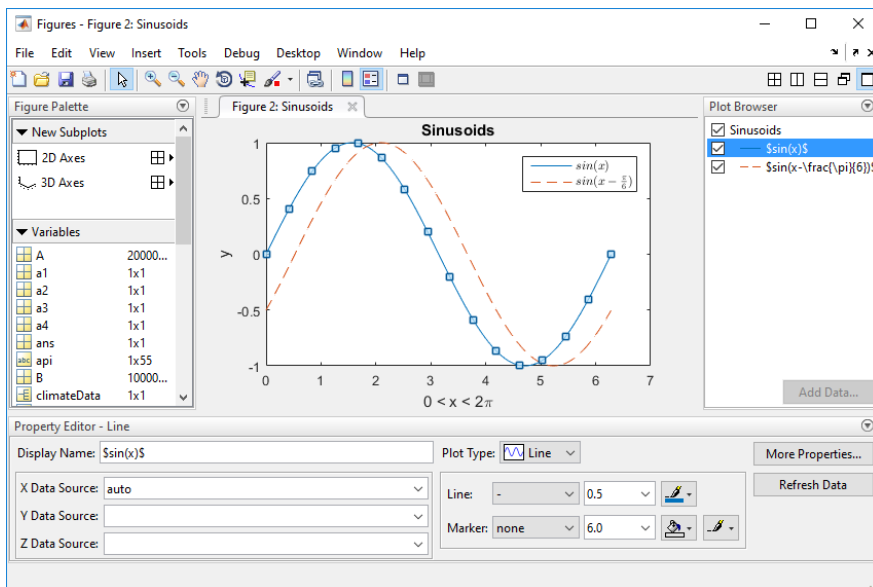 Figures - Figure 2: Sinusoids
File Edit View Insert Tools Debug Desktop Window Help
Figure Palette
New Subplots
2D Axes
3D Axes
Variables
A 20000...
a1 1x1
a2 1x1
a3 1x1
a4 1x1
ans 1x1
abc api 1x55
B 10000...
climateData 1x1
Figure 2: Sinusoids
Sinusoids
1
0.5
0
-0.5
-1
y
sin(x)
sin(x − π/6)
0 1 2 3 4 5 6 7
0 < x < 2π
Plot Browser
Sinusoids
$sin(x)$
$sin(x-\frac{\pi}{6})$
Add Data...
Property Editor - Line
Display Name: $sin(x)$
Plot Type: Line
More Properties...
X Data Source: auto
Line: - 0.5
Refresh Data
Y Data Source:
Marker: none 6.0
Z Data Source: